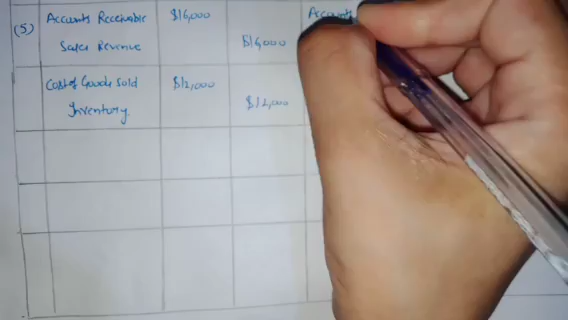 (5) Accounts Receivable $16,000 Accounts
Sales Revenue $16,000
Cost of Goods Sold $12,000
Inventory. $12,000